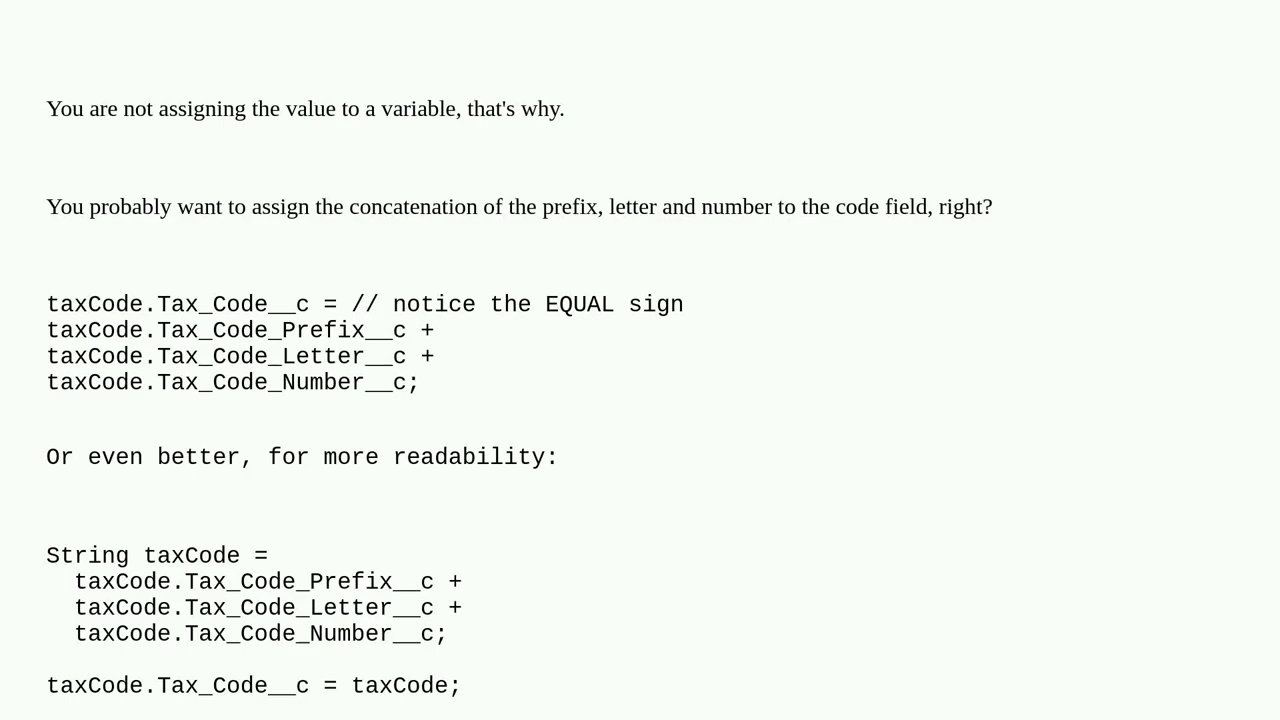 You are not assigning the value to a variable, that's why.
You probably want to assign the concatenation of the prefix, letter and number to the code field, right?
taxCode.Tax_Code__c = // notice the EQUAL sign
taxCode.Tax_Code_Prefix__c +
taxCode.Tax_Code_Letter__c +
taxCode.Tax_Code_Number__c;
Or even better, for more readability:
String taxCode =
  taxCode.Tax_Code_Prefix__c +
  taxCode.Tax_Code_Letter__c +
  taxCode.Tax_Code_Number__c;
taxCode.Tax_Code__c = taxCode;